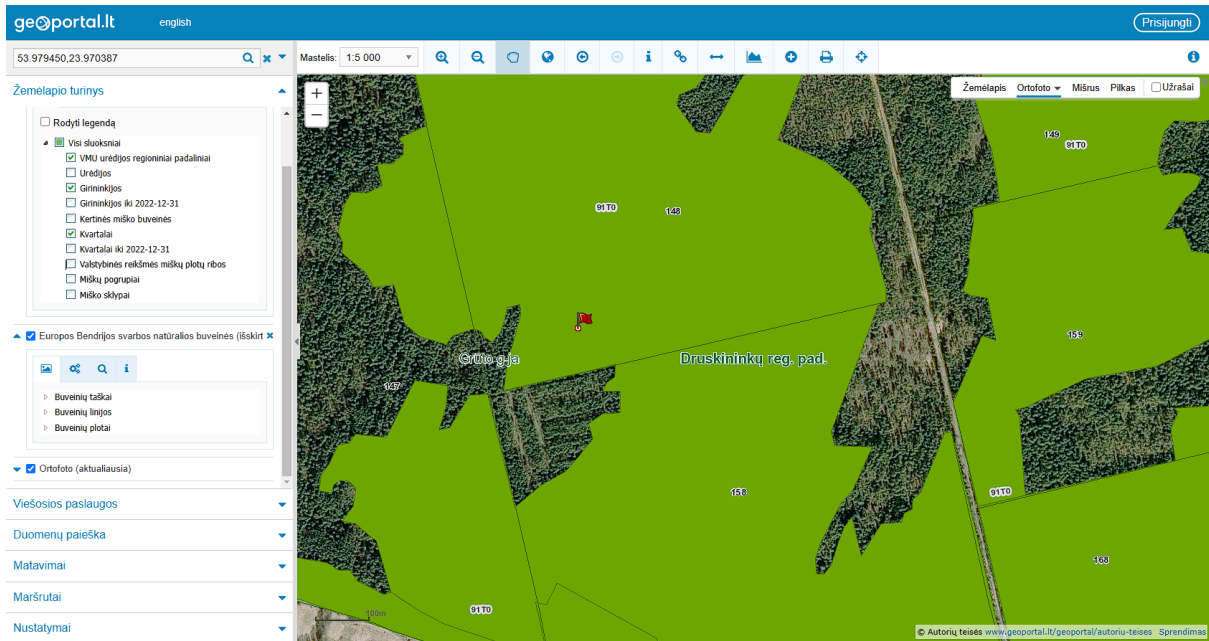 geoportal.lt
english
Prisijungti
53.979450,23.970387
Mastelis: 1:5 000
Žemėlapio turinys
Žemėlapis Ortofoto Mišrus Pilkas Užrašai
Rodyti legendą
Visi sluoksniai
VMU urėdijos regioniniai padaliniai
Urėdijos
Girininkijos
Girininkijos iki 2022-12-31
Kertinės miško buveinės
Kvartalai
Kvartalai iki 2022-12-31
Valstybinės reikšmės miškų plotų ribos
Miškų pogrupiai
Miško sklypai
Europos Bendrijos svarbos natūralios buveinės (išskirt
Buveinių taškai
Buveinių linijos
Buveinių plotai
Ortofoto (aktualiausia)
Viešosios paslaugos
Duomenų paieška
Matavimai
Maršrutai
Nustatymai
149
91T0
91T0
148
159
Grūto g-ja
Druskininkų reg. pad.
147
158
91T0
168
91T0
100m
© Autorių teisės www.geoportal.lt/geoportal/autoriu-teises Sprendimas